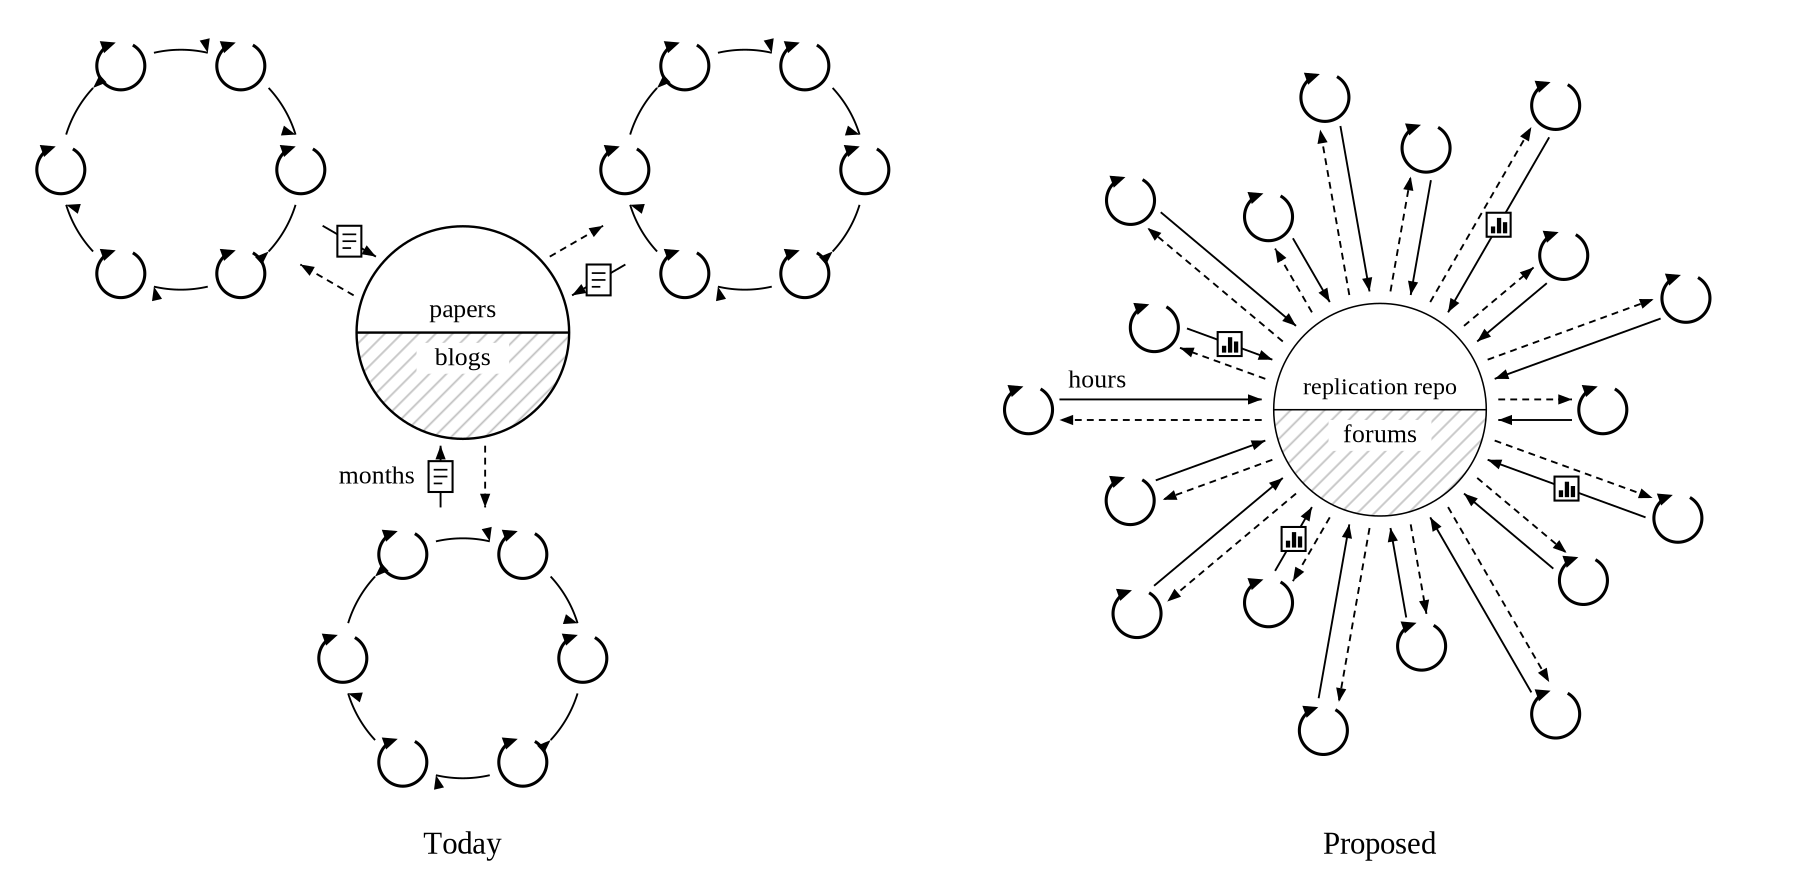 papers
blogs
months
Today
hours
replication repo
forums
Proposed